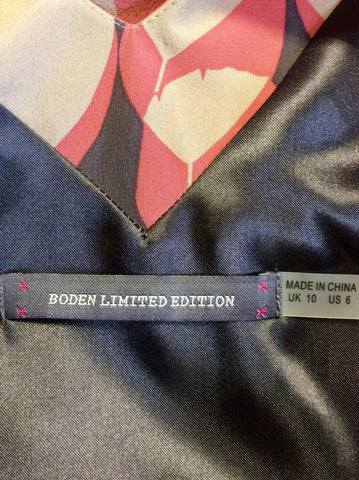 BODEN LIMITED EDITION
MADE IN CHINA
UK 10 US 6